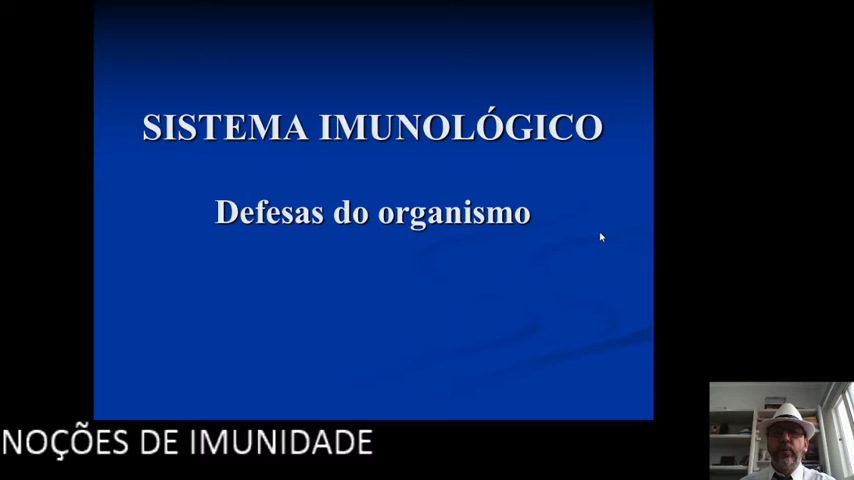 SISTEMA IMUNOLÓGICO
Defesas do organismo
NOÇÕES DE IMUNIDADE